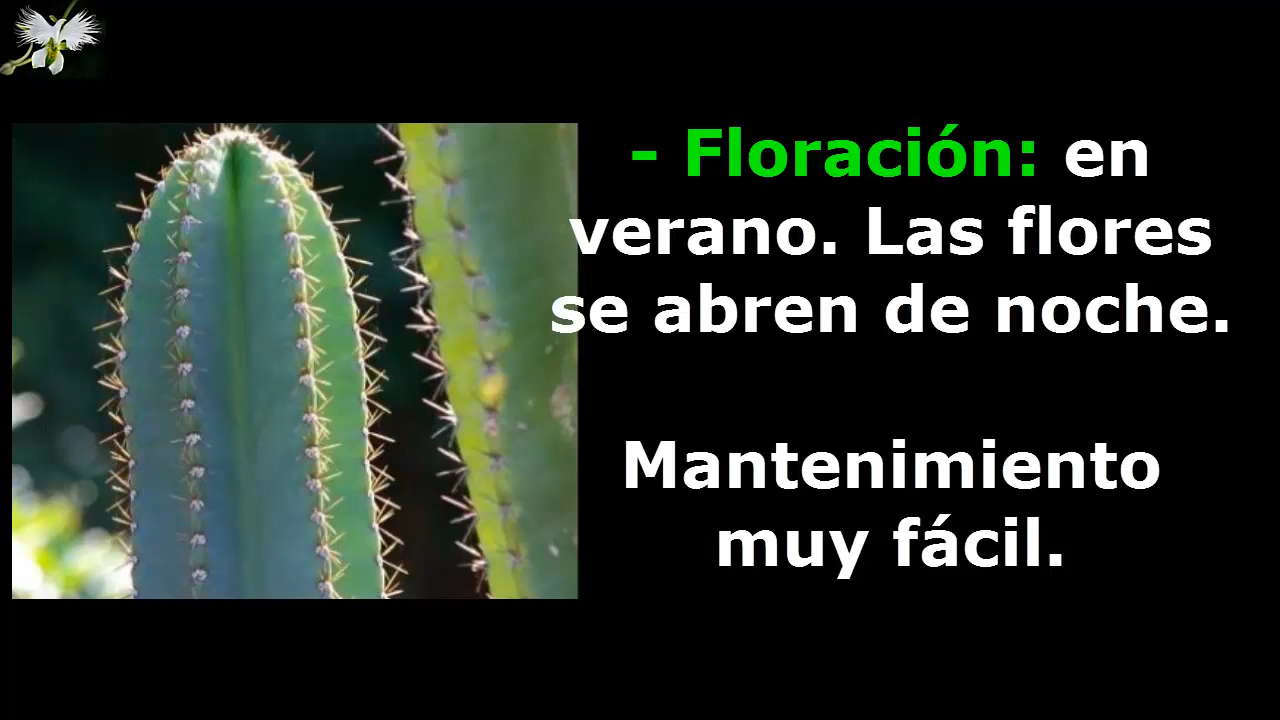 - Floración: en
verano. Las flores
se abren de noche.
Mantenimiento
muy fácil.